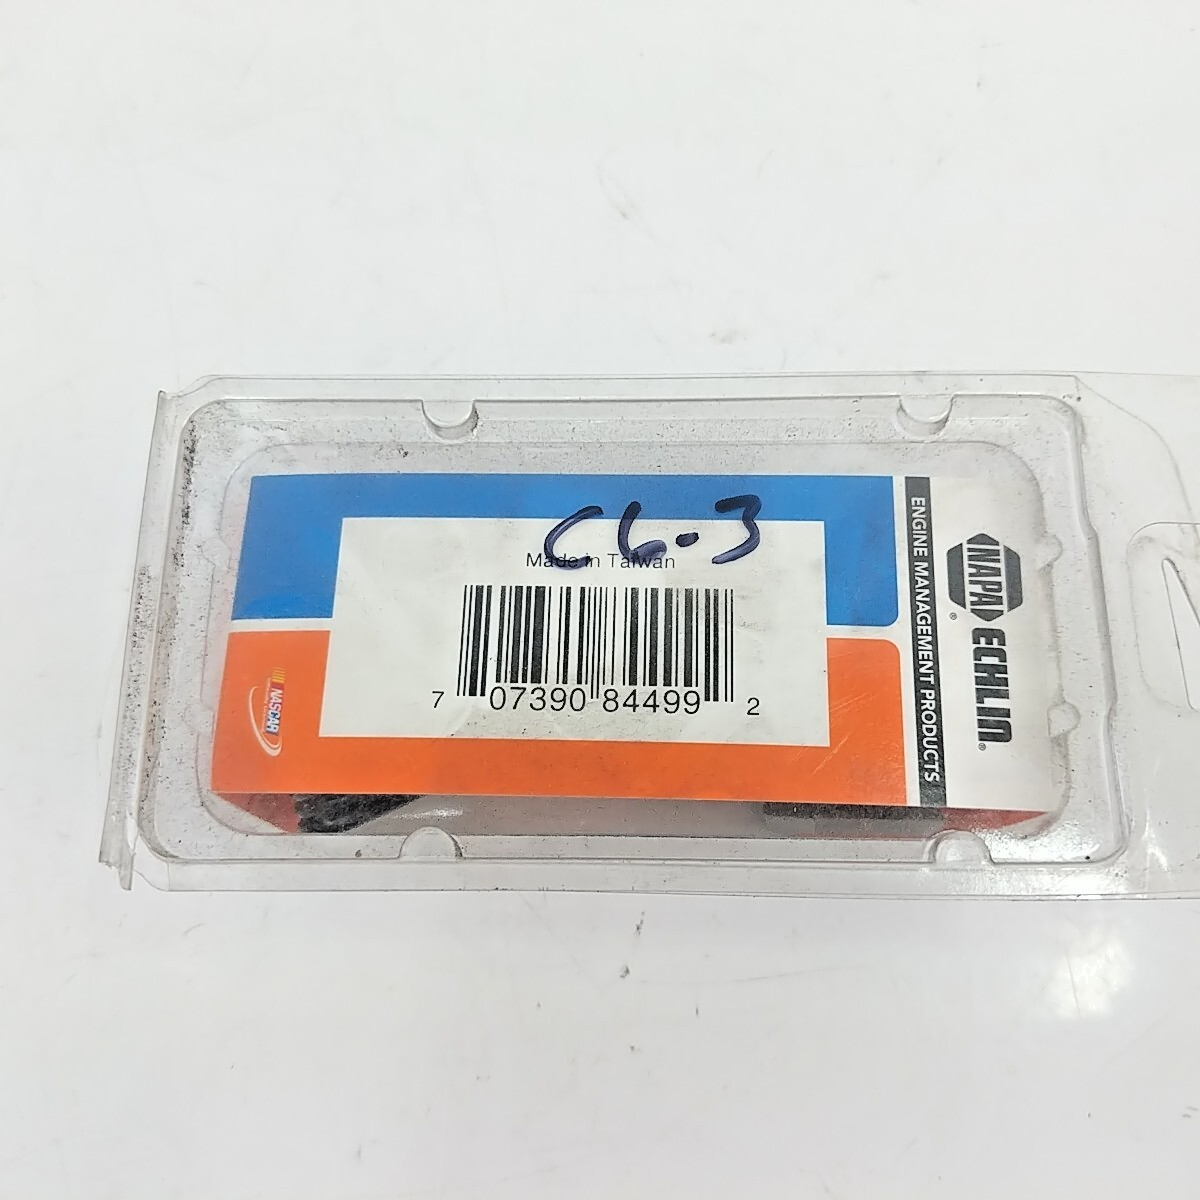 C6.3
Made in Taiwan
7 07390 84499 2
ENGINE MANAGEMENT PRODUCTS
NAPA ® ECHLIN®
NASCAR